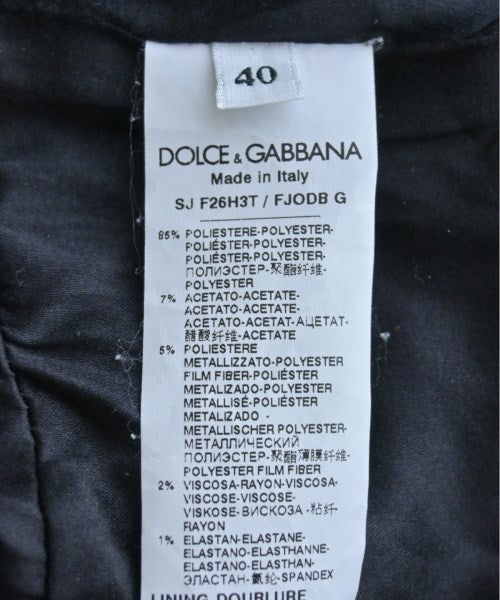 40
DOLCE & GABBANA
Made in Italy
SJ F26H3T / FJODB G
85% POLIESTERE-POLYESTER-
POLIÉSTER-POLYESTER-
POLIÉSTER-POLYESTER-
ПОЛИЭСТЕР-聚酯纤维-
POLYESTER
7% ACETATO-ACETATE-
ACETATO-ACETATE-
ACETATO-ACETAT-АЦЕТАТ-
醋酸纤维-ACETATE
5% POLIESTERE
METALLIZZATO-POLYESTER
FILM FIBER-POLIÉSTER
METALIZADO-POLYESTER
METALLISÉ-POLIÉSTER
METALIZADO -
METALLISCHER POLYESTER-
МЕТАЛЛИЧЕСКИЙ
ПОЛИЭСТЕР-聚酯薄膜纤维-
POLYESTER FILM FIBER
2% VISCOSA-RAYON-VISCOSA-
VISCOSE-VISCOSE-
VISKOSE-ВИСКОЗА -粘纤-
RAYON
1% ELASTAN-ELASTANE-
ELASTANO-ELASTHANNE-
ELASTANO-ELASTHAN-
ЭЛАСТАН-氨纶-SPANDEX
LINING DOUBLURE